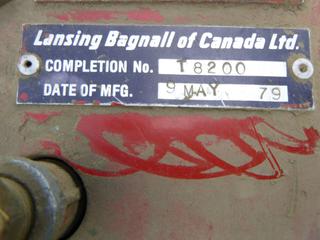 Lansing Bagnall of Canada Ltd.
COMPLETION No. T8200
DATE OF MFG. 9 MAY 79